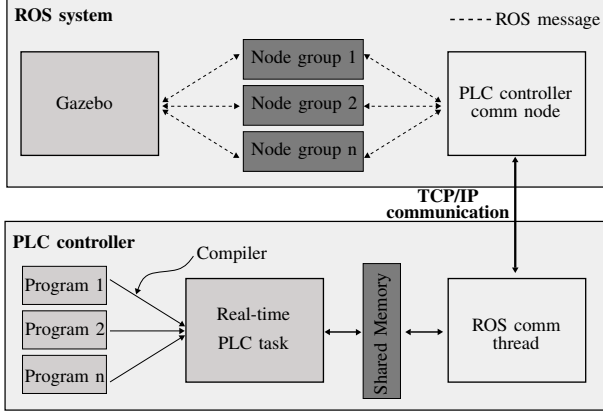 ROS system
ROS message
Gazebo
Node group 1
Node group 2
Node group n
PLC controller
comm node
TCP/IP
communication
PLC controller
Compiler
Program 1
Program 2
Program n
Real-time
PLC task
Shared Memory
ROS comm
thread